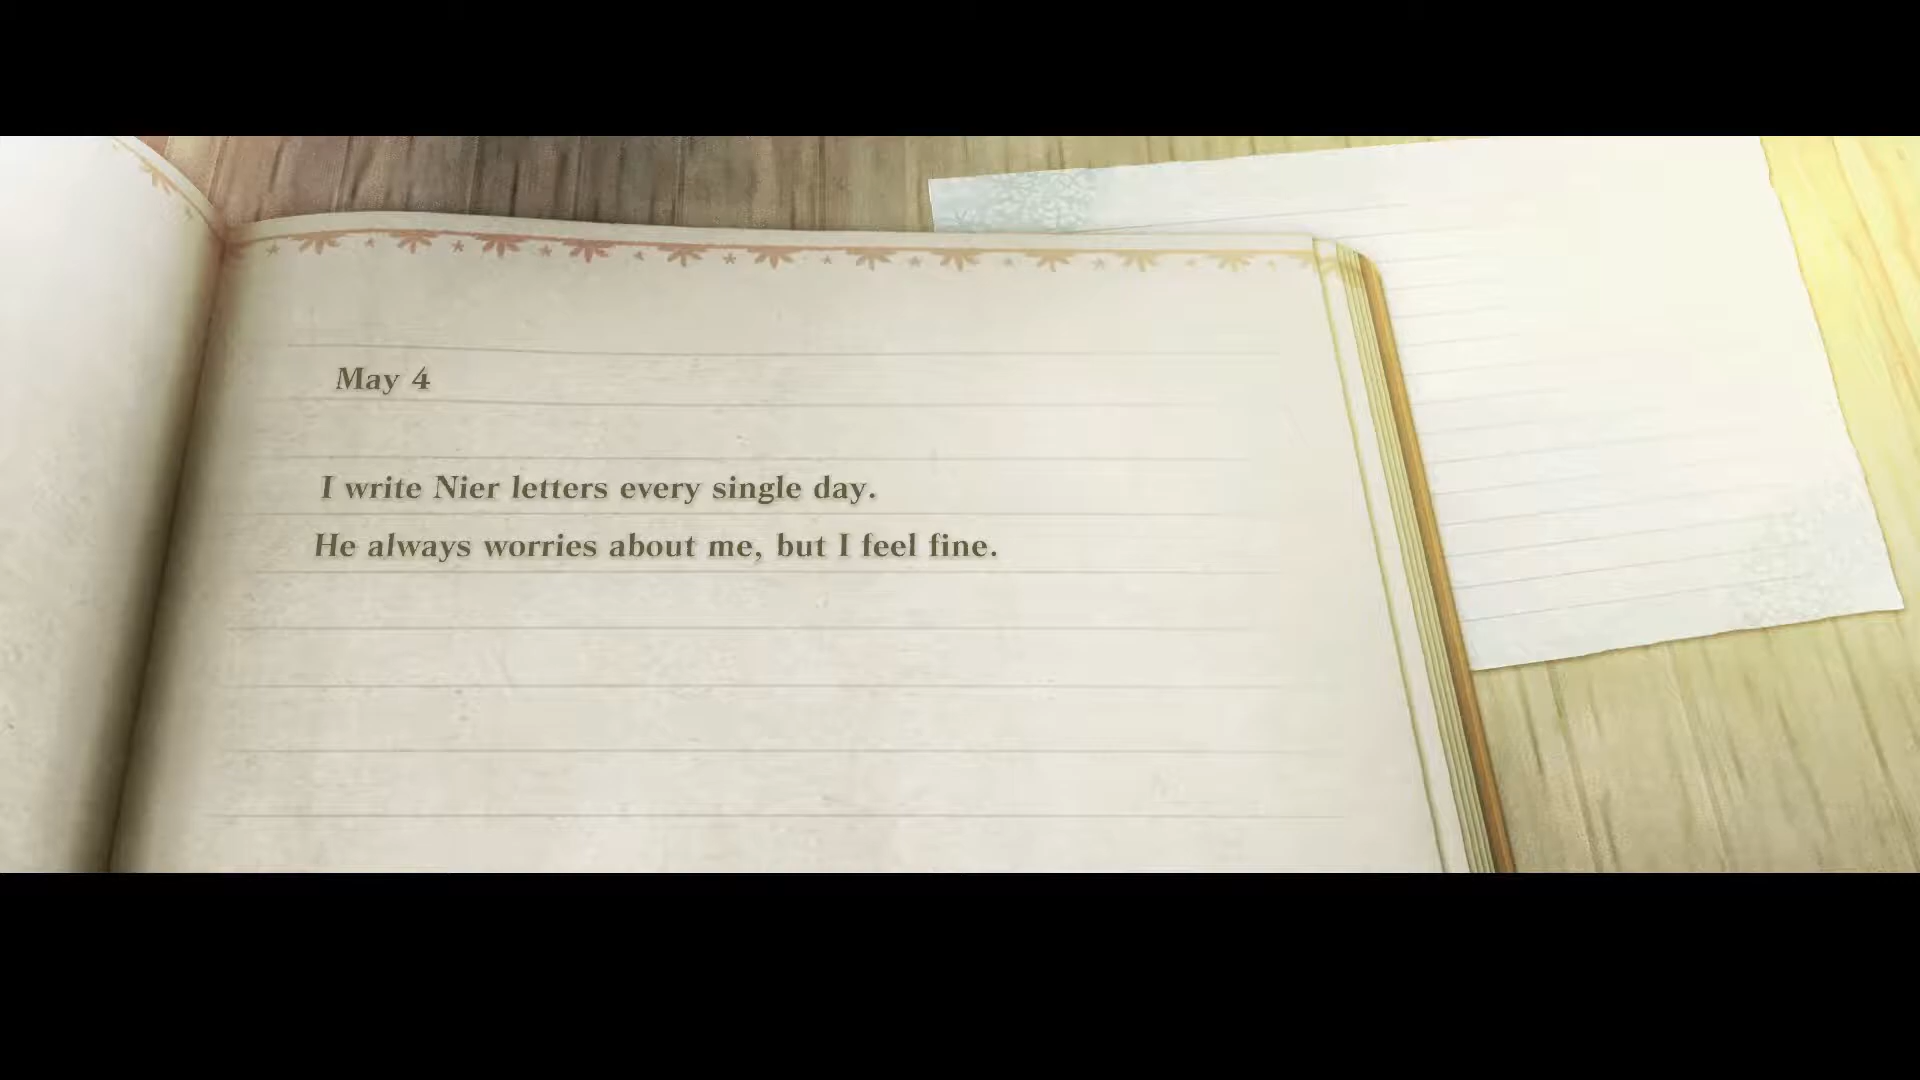 May 4
I write Nier letters every single day.
He always worries about me, but I feel fine.